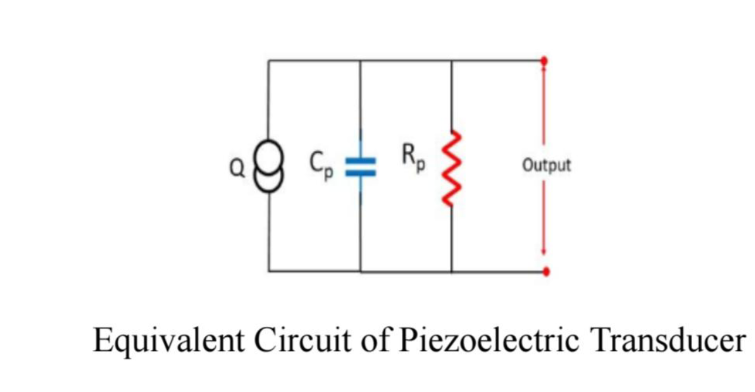 Q
Cp
Rp
Output
Equivalent Circuit of Piezoelectric Transducer